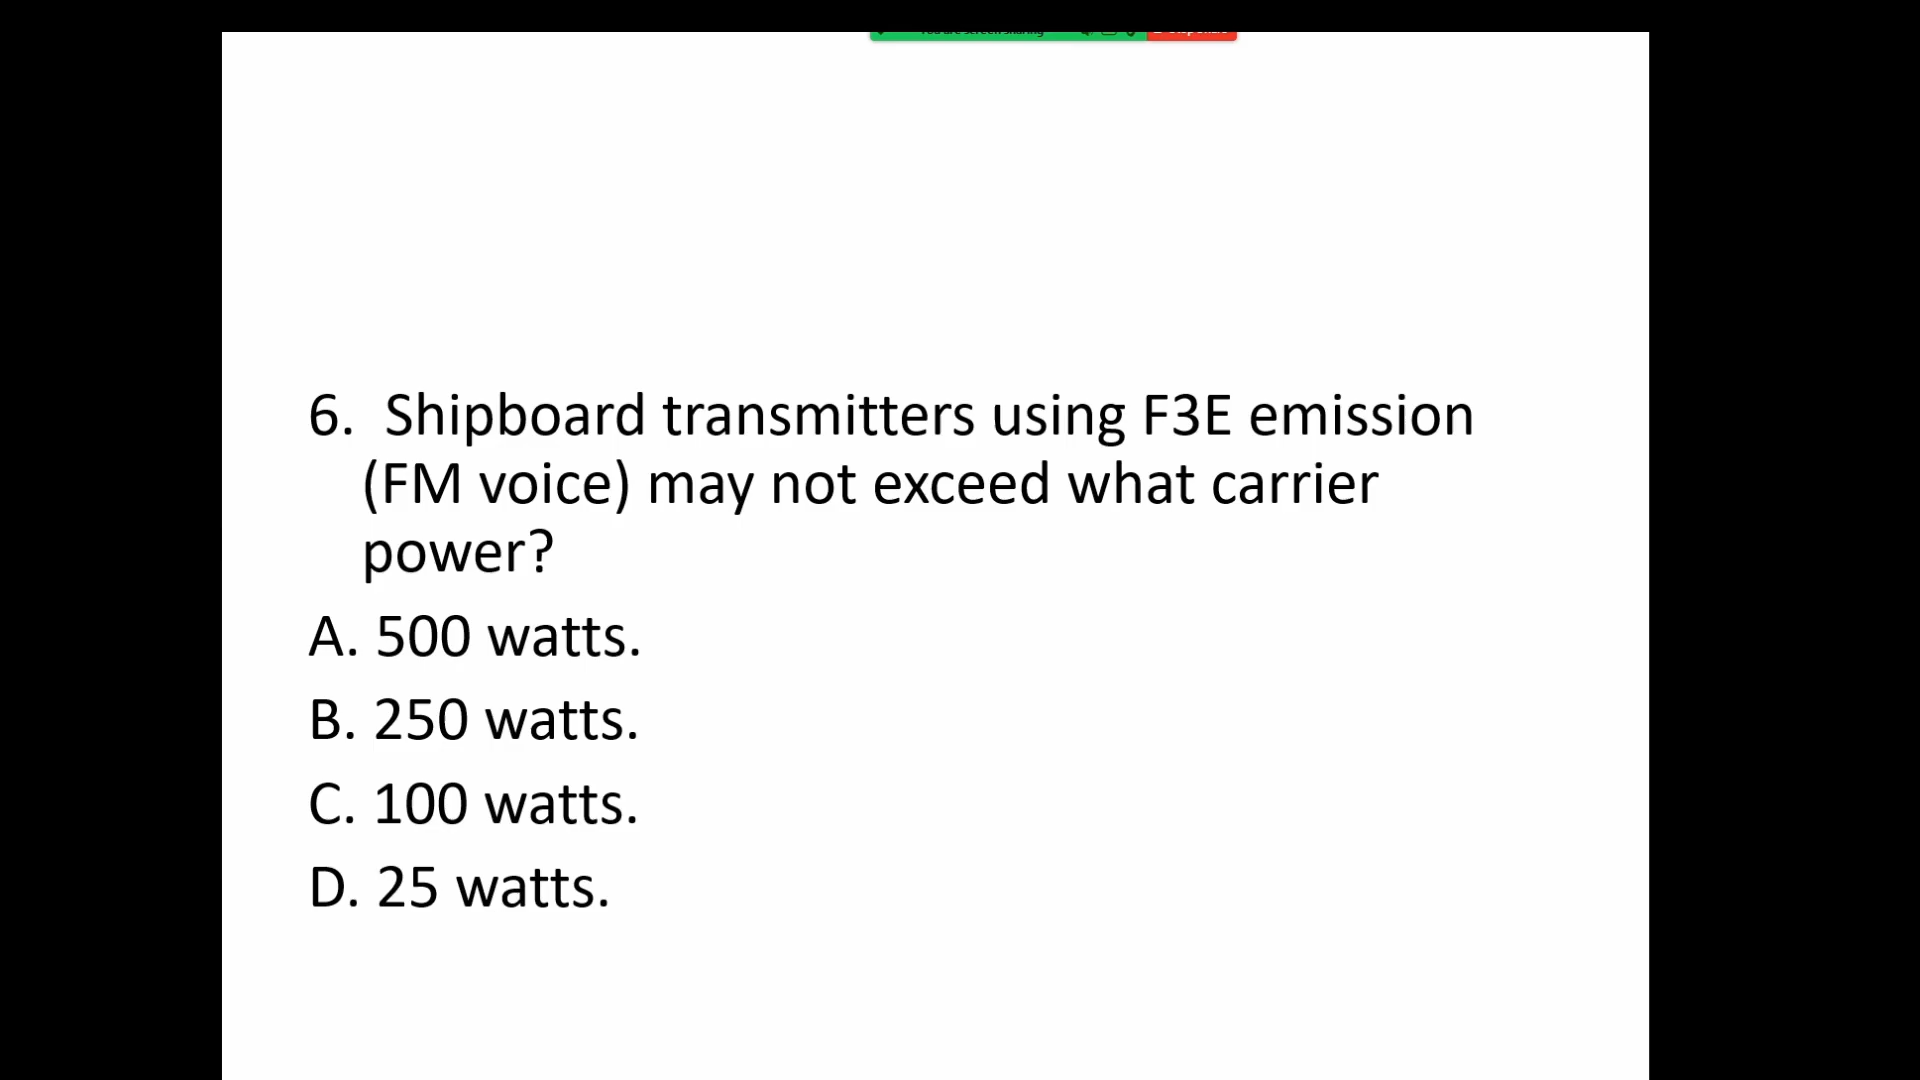 6. Shipboard transmitters using F3E emission
(FM voice) may not exceed what carrier
power?
A. 500 watts.
B. 250 watts.
C. 100 watts.
D. 25 watts.